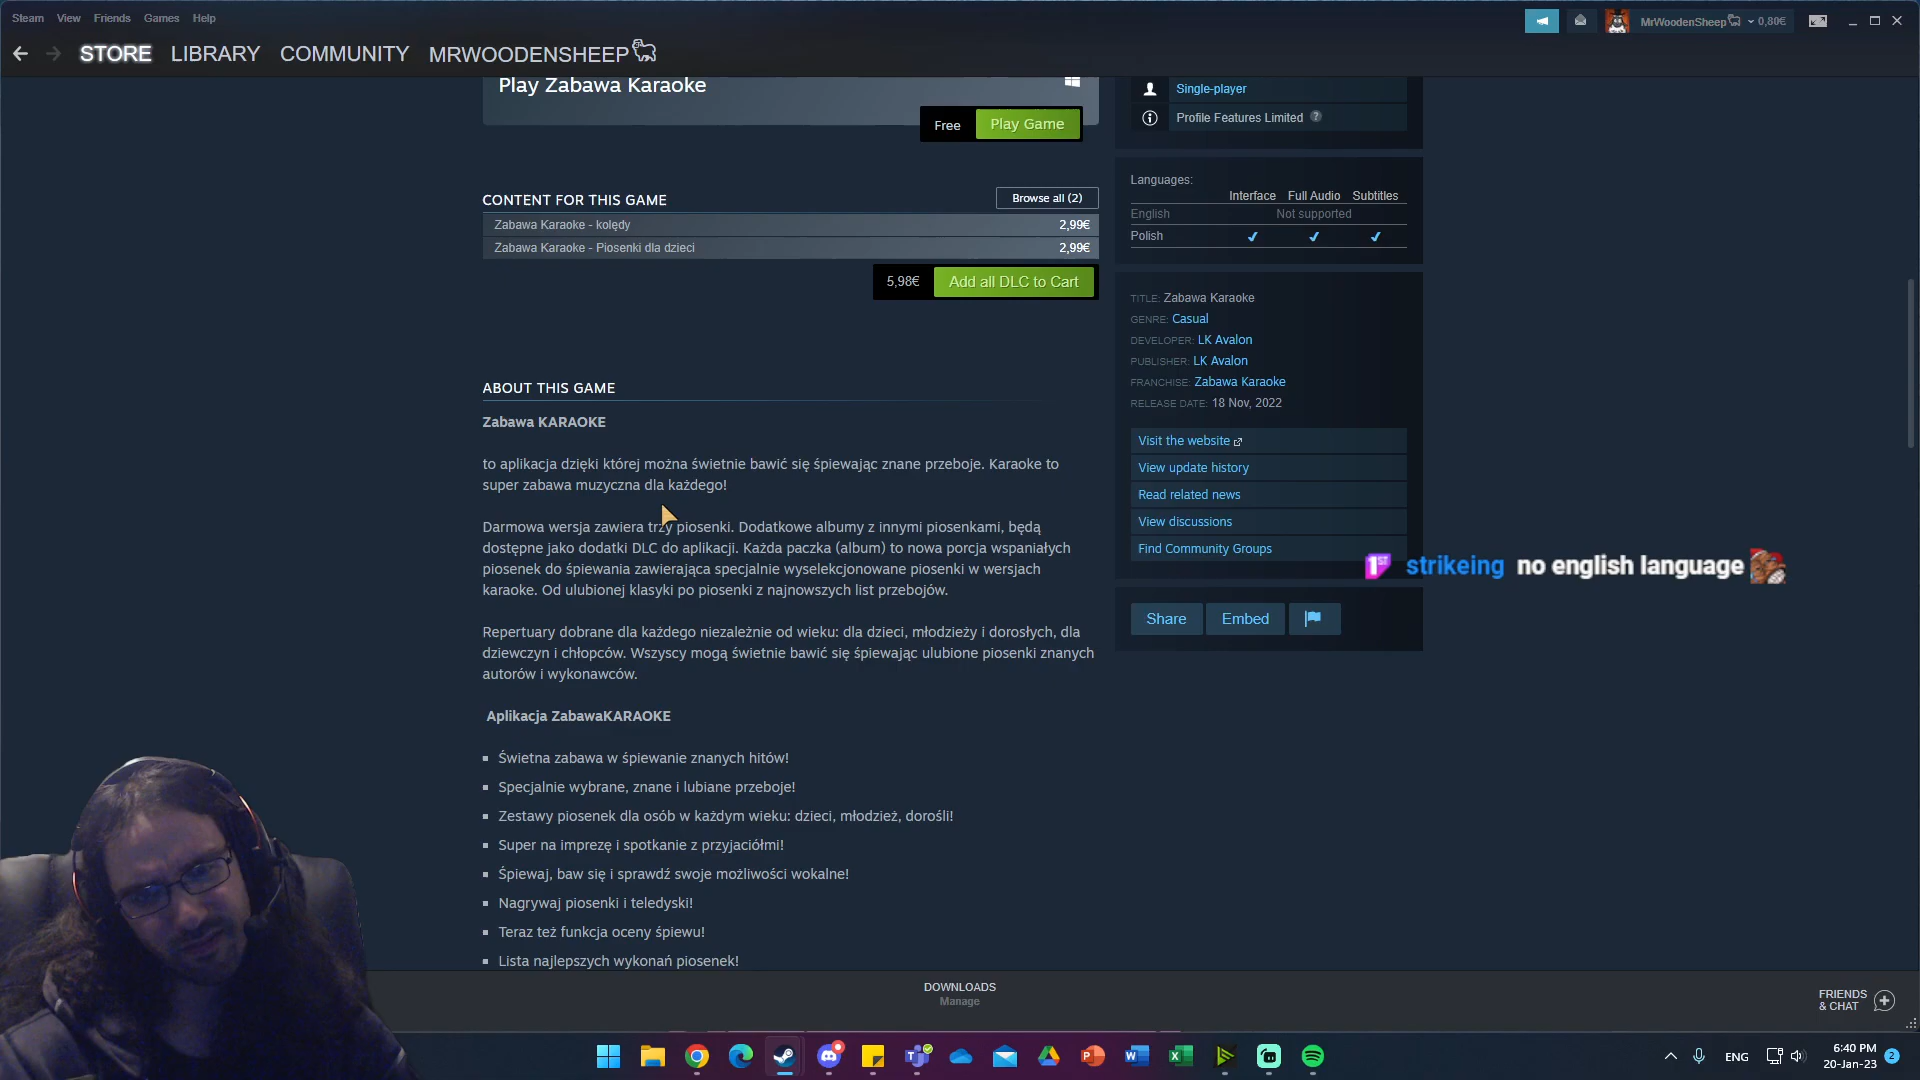 Steam View Friends Games Help
MrWoodenSheep 0,80€
STORE LIBRARY COMMUNITY MRWOODENSHEEP
Play Zabawa Karaoke
Free Play Game
CONTENT FOR THIS GAME
Browse all (2)
Zabawa Karaoke - kolędy 2,99€
Zabawa Karaoke - Piosenki dla dzieci 2,99€
5,98€ Add all DLC to Cart
ABOUT THIS GAME
Zabawa KARAOKE
to aplikacja dzięki której można świetnie bawić się śpiewając znane przeboje. Karaoke to
super zabawa muzyczna dla każdego!
Darmowa wersja zawiera trzy piosenki. Dodatkowe albumy z innymi piosenkami, będą
dostępne jako dodatki DLC do aplikacji. Każda paczka (album) to nowa porcja wspaniałych
piosenek do śpiewania zawierająca specjalnie wyselekcjonowane piosenki w wersjach
karaoke. Od ulubionej klasyki po piosenki z najnowszych list przebojów.
Repertuary dobrane dla każdego niezależnie od wieku: dla dzieci, młodzieży i dorosłych, dla
dziewczyn i chłopców. Wszyscy mogą świetnie bawić się śpiewając ulubione piosenki znanych
autorów i wykonawców.
Aplikacja ZabawaKARAOKE
Świetna zabawa w śpiewanie znanych hitów!
Specjalnie wybrane, znane i lubiane przeboje!
Zestawy piosenek dla osób w każdym wieku: dzieci, młodzież, dorośli!
Super na imprezę i spotkanie z przyjaciółmi!
Śpiewaj, baw się i sprawdź swoje możliwości wokalne!
Nagrywaj piosenki i teledyski!
Teraz też funkcja oceny śpiewu!
Lista najlepszych wykonań piosenek!
Single-player
Profile Features Limited ?
Languages:
Interface Full Audio Subtitles
English Not supported
Polish ✔ ✔ ✔
TITLE: Zabawa Karaoke
GENRE: Casual
DEVELOPER: LK Avalon
PUBLISHER: LK Avalon
FRANCHISE: Zabawa Karaoke
RELEASE DATE: 18 Nov, 2022
Visit the website
View update history
Read related news
View discussions
Find Community Groups
1ST strikeing no english language
Share Embed
DOWNLOADS
Manage
FRIENDS
& CHAT
ENG
6:40 PM
20-Jan-23
2